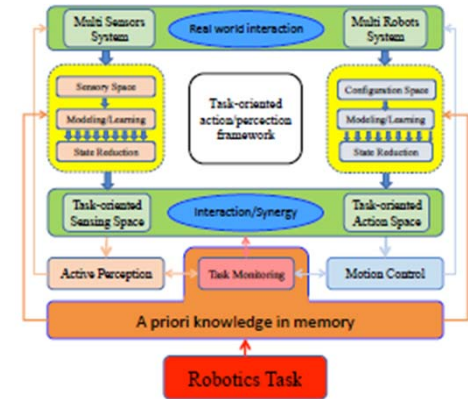 Multi Sensors
System
Real world interaction
Multi Robots
System
Sensory Space
Modeling/Learning
State Reduction
Task-oriented
action/percection
framework
Configuration Space
Modeling/Learning
State Reduction
Task-oriented
Sensing Space
Interaction/Synergy
Task-oriented
Action Space
Active Perception
Task Monitoring
Motion Control
A priori knowledge in memory
Robotics Task